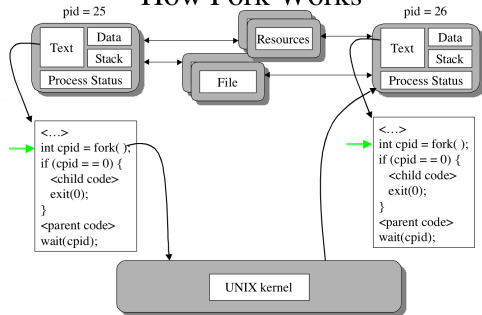 How Fork Works
pid = 25
pid = 26
Text
Data
Stack
Process Status
Resources
File
Text
Data
Stack
Process Status
<…>
int cpid = fork( );
if (cpid = = 0) {
<child code>
exit(0);
}
<parent code>
wait(cpid);
<…>
int cpid = fork( );
if (cpid = = 0) {
<child code>
exit(0);
}
<parent code>
wait(cpid);
UNIX kernel